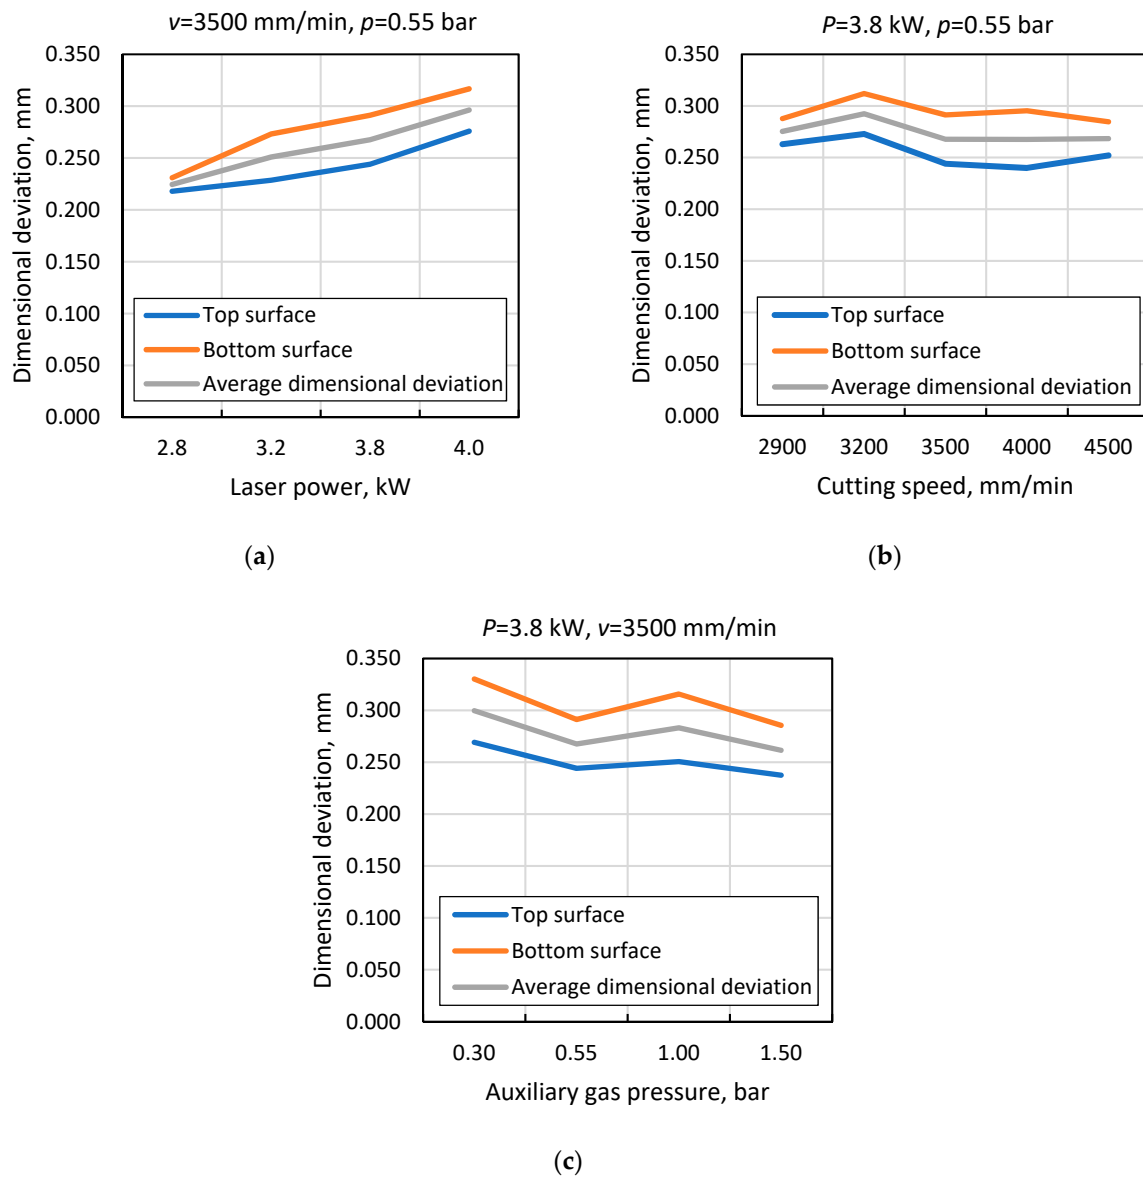 v=3500 mm/min, p=0.55 bar
Dimensional deviation, mm
0.350
0.300
0.250
0.200
0.150
0.100
0.050
0.000
Top surface
Bottom surface
Average dimensional deviation
2.8 3.2 3.8 4.0
Laser power, kW
(a)
P=3.8 kW, p=0.55 bar
Dimensional deviation, mm
0.350
0.300
0.250
0.200
0.150
0.100
0.050
0.000
Top surface
Bottom surface
Average dimensional deviation
2900 3200 3500 4000 4500
Cutting speed, mm/min
(b)
P=3.8 kW, v=3500 mm/min
Dimensional deviation, mm
0.350
0.300
0.250
0.200
0.150
0.100
0.050
0.000
Top surface
Bottom surface
Average dimensional deviation
0.30 0.55 1.00 1.50
Auxiliary gas pressure, bar
(c)